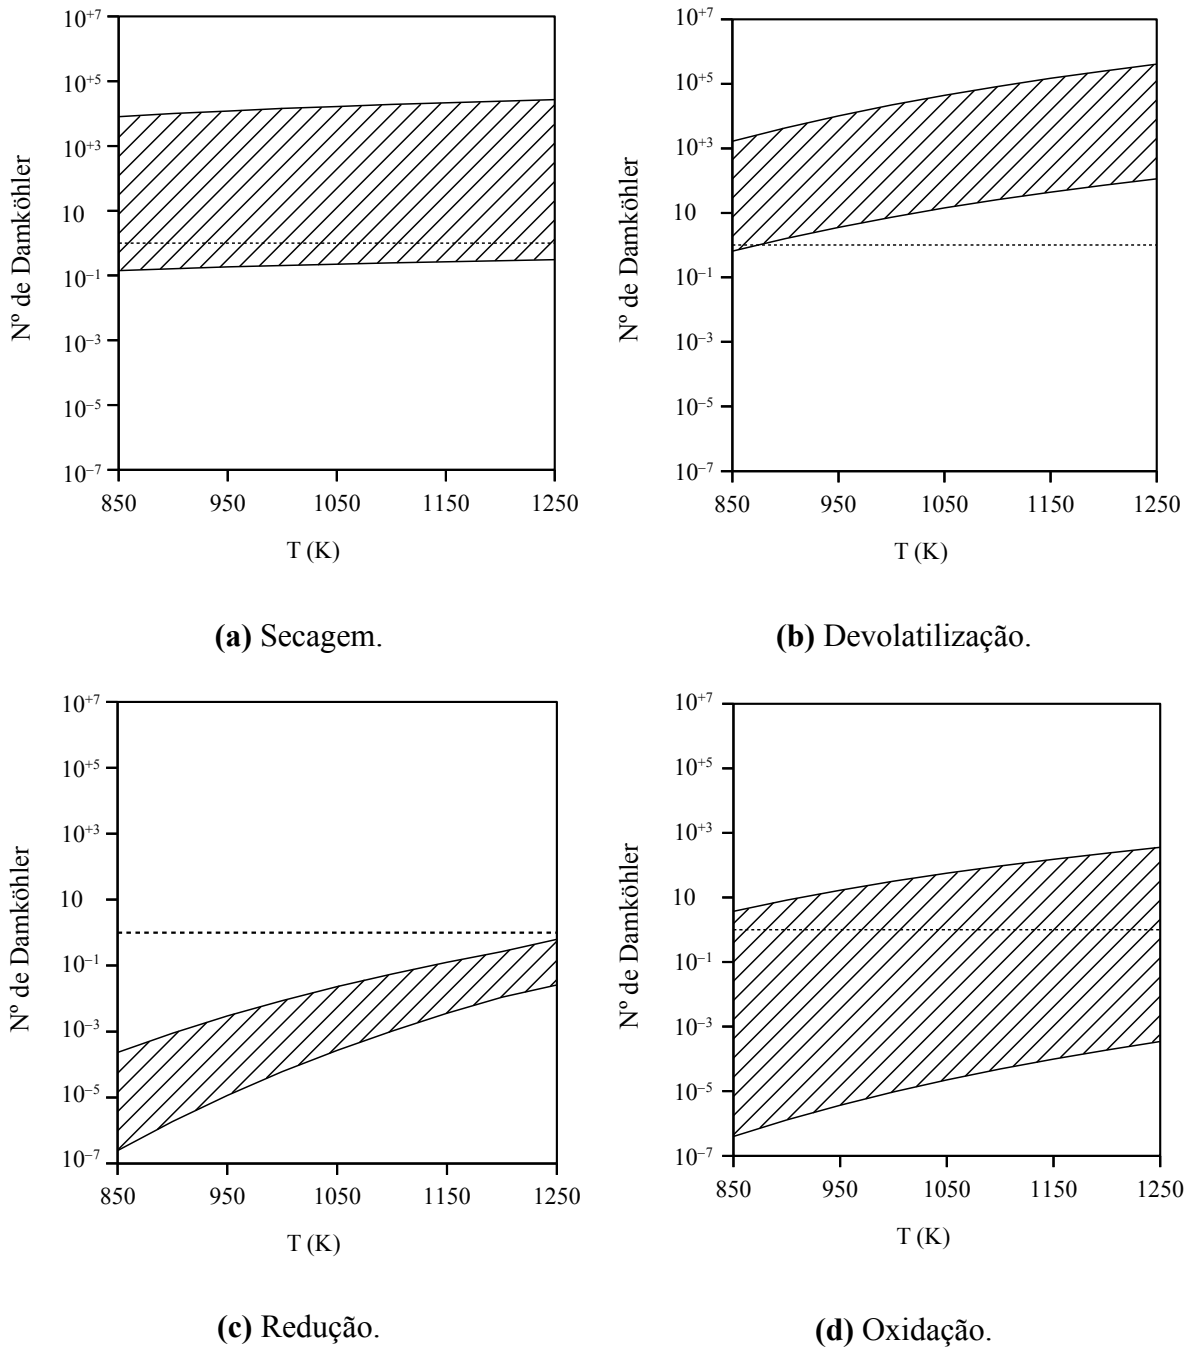 Nº de Damköhler
10⁺⁷
10⁺⁵
10⁺³
10
10⁻¹
10⁻³
10⁻⁵
10⁻⁷
850 950 1050 1150 1250
T (K)
(a) Secagem.
Nº de Damköhler
10⁺⁷
10⁺⁵
10⁺³
10
10⁻¹
10⁻³
10⁻⁵
10⁻⁷
850 950 1050 1150 1250
T (K)
(b) Devolatilização.
Nº de Damköhler
10⁺⁷
10⁺⁵
10⁺³
10
10⁻¹
10⁻³
10⁻⁵
10⁻⁷
850 950 1050 1150 1250
T (K)
(c) Redução.
Nº de Damköhler
10⁺⁷
10⁺⁵
10⁺³
10
10⁻¹
10⁻³
10⁻⁵
10⁻⁷
850 950 1050 1150 1250
T (K)
(d) Oxidação.